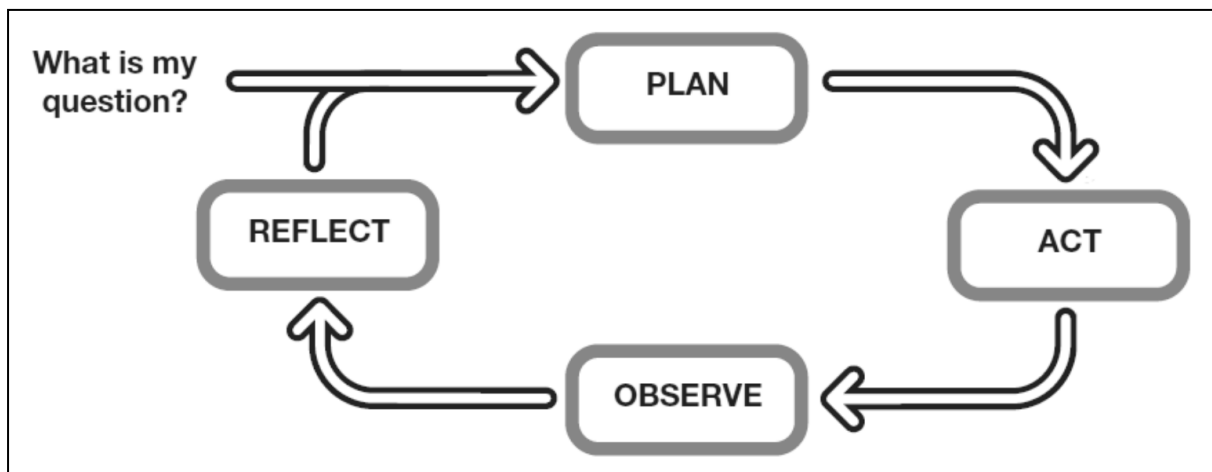 What is my
question?
PLAN
ACT
OBSERVE
REFLECT